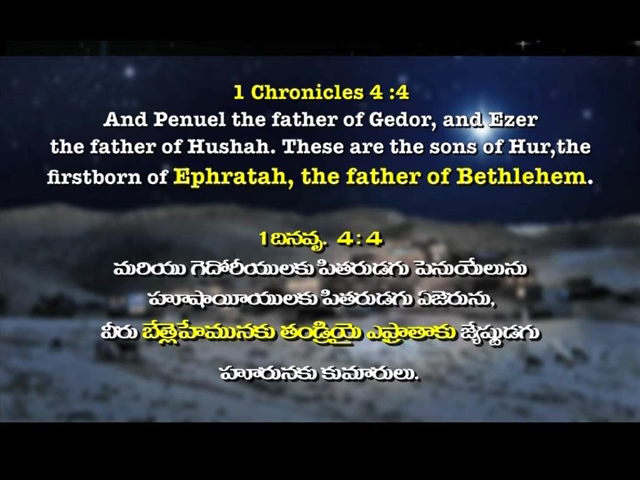 1 Chronicles 4 :4
And Penuel the father of Gedor, and Ezer
the father of Hushah. These are the sons of Hur,the
firstborn of Ephratah, the father of Bethlehem.
1దినవృ. 4:4
మరియు గెదోరీయులకు పితరుడగు పెనుయేలును
హూషాయీయులకు పితరుడగు ఏజెరును,
వీరు బేత్లెహేమునకు తండ్రియై ఎఫ్రాతాకు జ్యేష్ఠుడగు
హూరునకు కుమారులు.